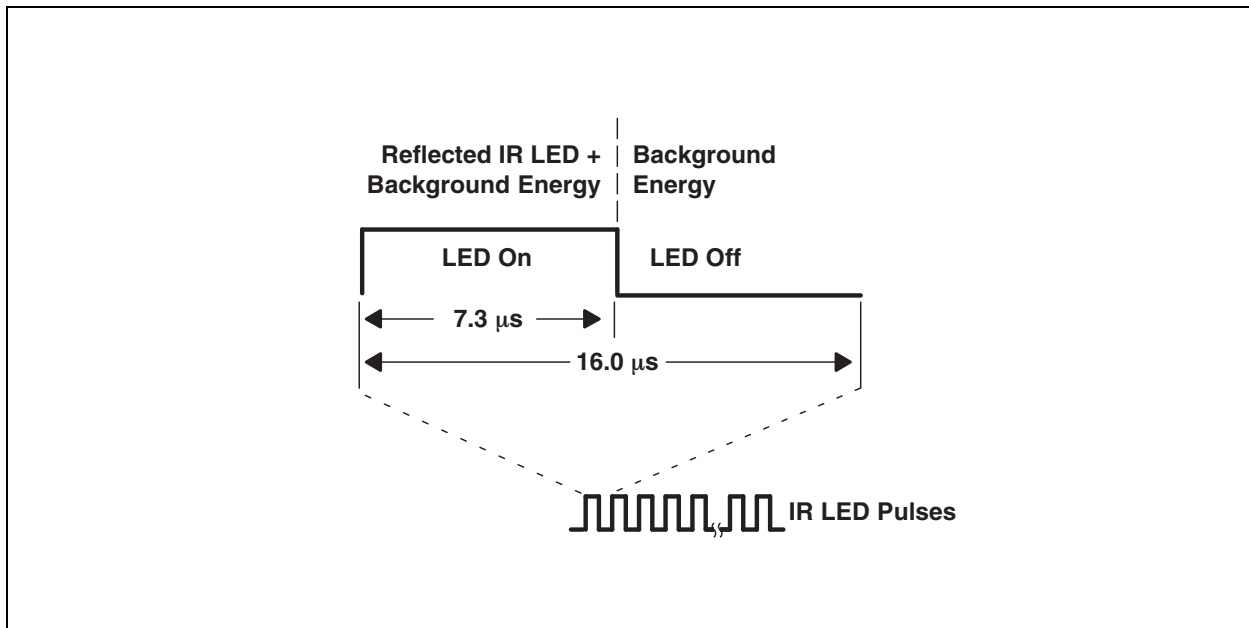 Reflected IR LED +
Background Energy
Background
Energy
LED On
LED Off
7.3 μs
16.0 μs
IR LED Pulses